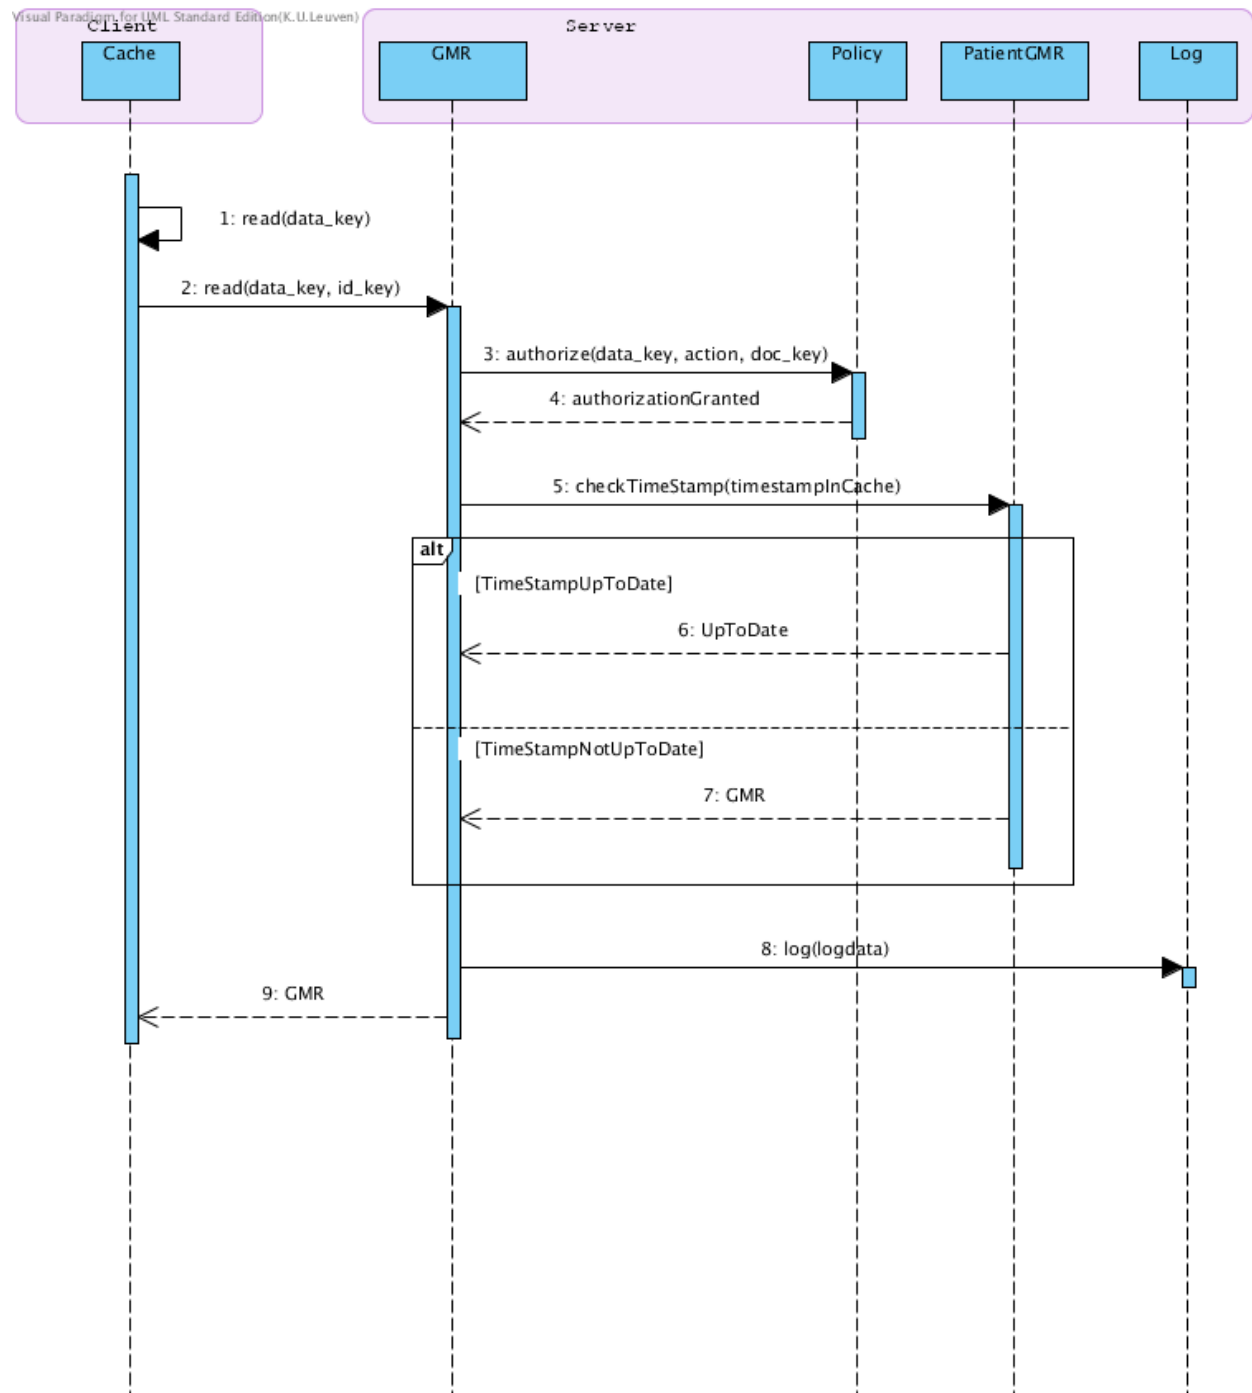 Visual Paradigm for UML Standard Edition(K.U.Leuven)
Client
Server
Cache
GMR
Policy
PatientGMR
Log
1: read(data_key)
2: read(data_key, id_key)
3: authorize(data_key, action, doc_key)
4: authorizationGranted
5: checkTimeStamp(timestampInCache)
alt
[TimeStampUpToDate]
6: UpToDate
[TimeStampNotUpToDate]
7: GMR
8: log(logdata)
9: GMR